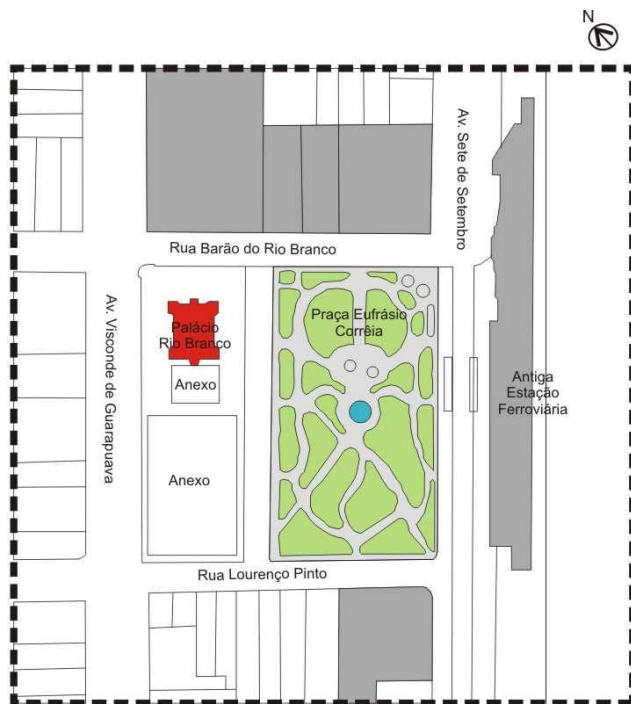 N
Av. Sete de Setembro
Rua Barão do Rio Branco
Av. Visconde de Guarapuava
Palácio
Rio Branco
Praça Eufrásio
Corrêia
Anexo
Antiga
Estação
Ferroviária
Anexo
Rua Lourenço Pinto